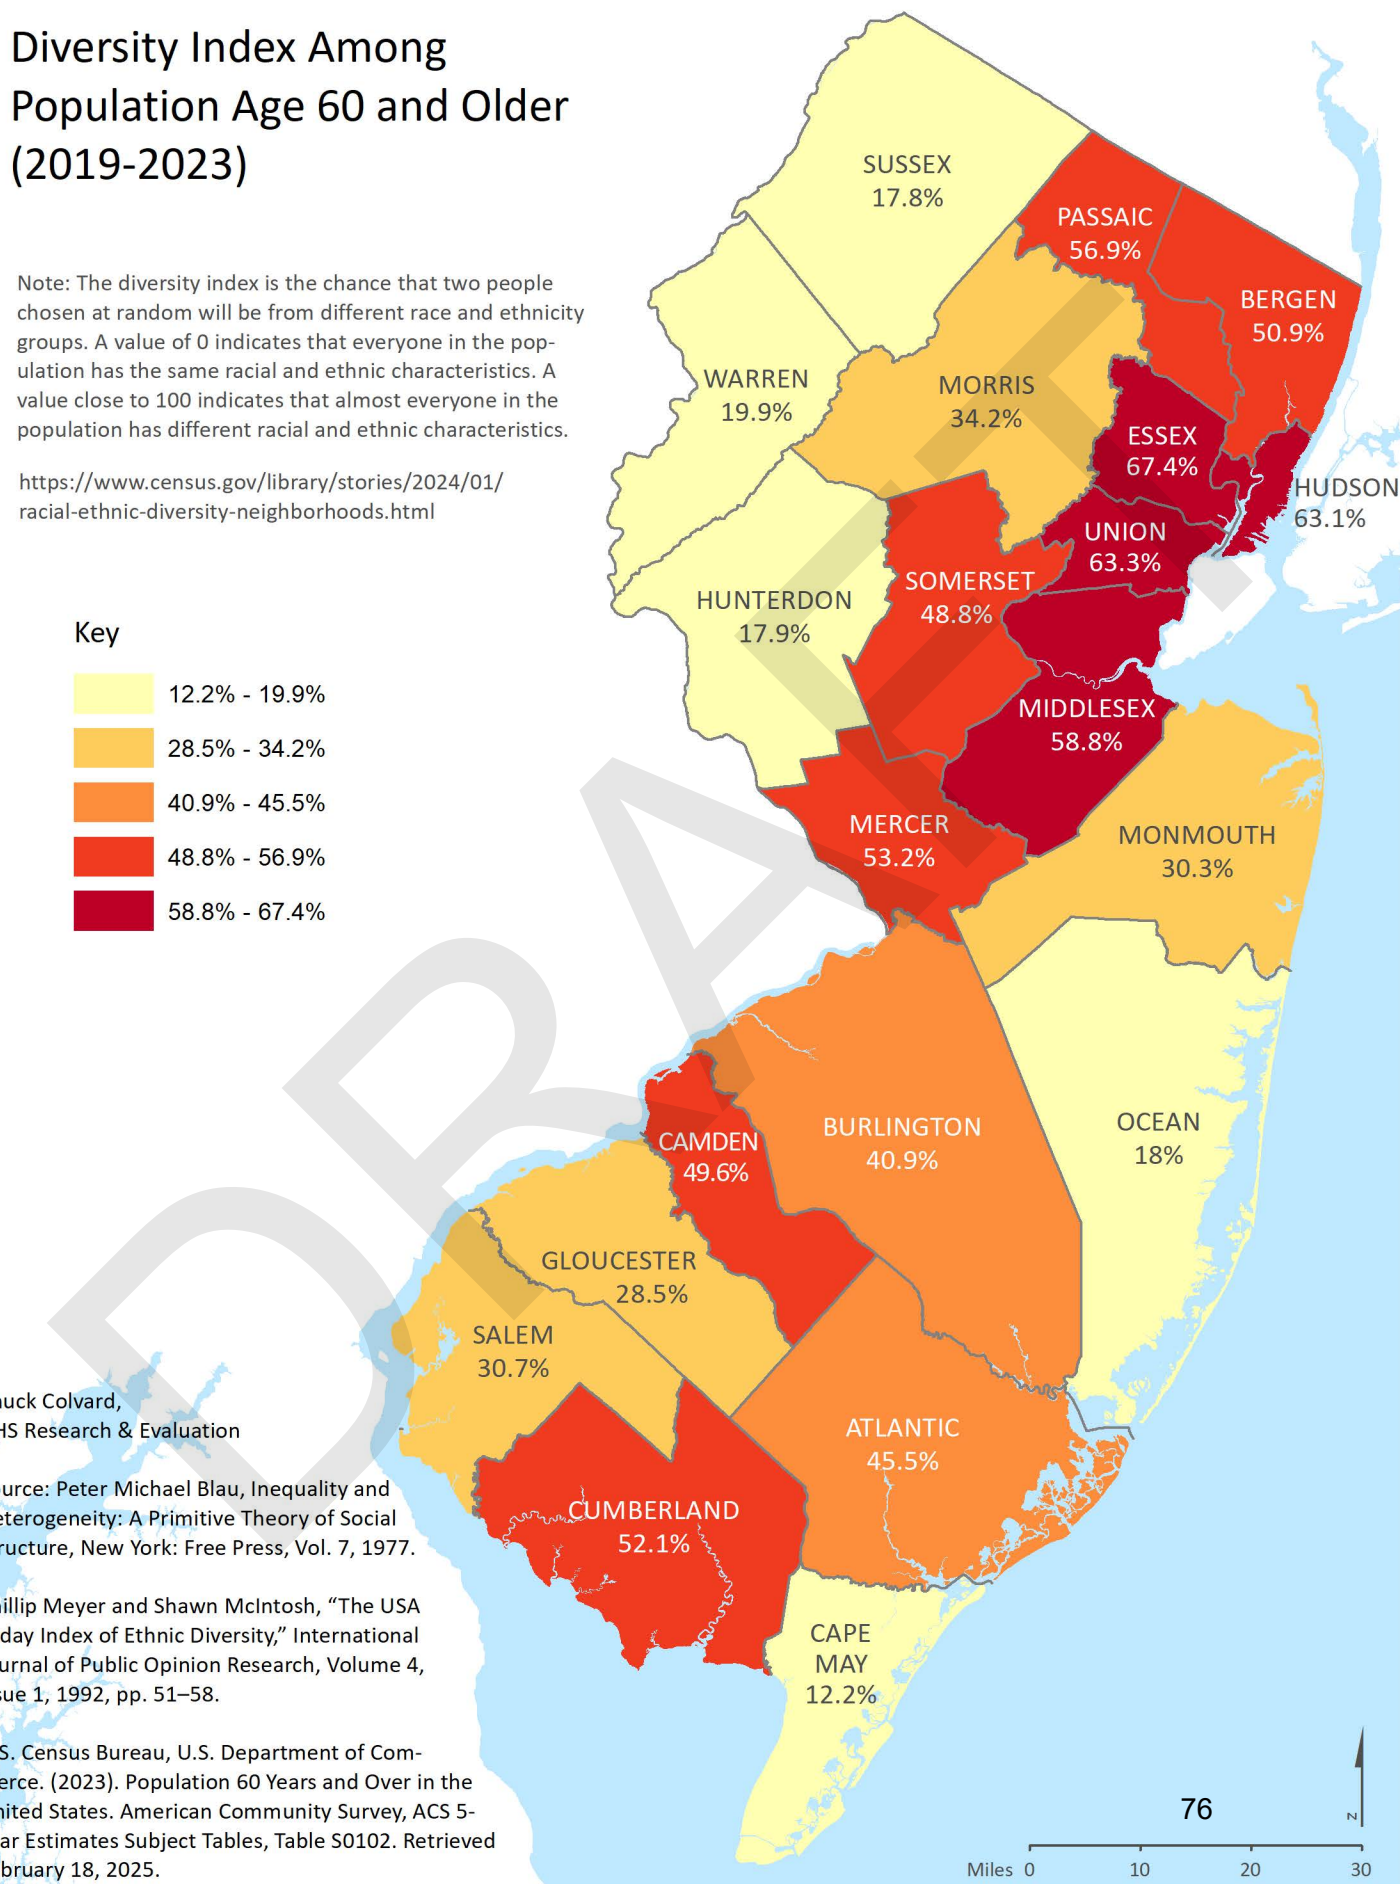 Diversity Index Among
Population Age 60 and Older
(2019-2023)
Note: The diversity index is the chance that two people
chosen at random will be from different race and ethnicity
groups. A value of 0 indicates that everyone in the pop-
ulation has the same racial and ethnic characteristics. A
value close to 100 indicates that almost everyone in the
population has different racial and ethnic characteristics.
https://www.census.gov/library/stories/2024/01/
racial-ethnic-diversity-neighborhoods.html
Key
12.2% - 19.9%
28.5% - 34.2%
40.9% - 45.5%
48.8% - 56.9%
58.8% - 67.4%
SUSSEX
17.8%
PASSAIC
56.9%
BERGEN
50.9%
WARREN
19.9%
MORRIS
34.2%
ESSEX
67.4%
HUDSON
63.1%
UNION
63.3%
SOMERSET
48.8%
HUNTERDON
17.9%
MIDDLESEX
58.8%
MERCER
53.2%
MONMOUTH
30.3%
OCEAN
18%
BURLINGTON
40.9%
CAMDEN
49.6%
GLOUCESTER
28.5%
SALEM
30.7%
ATLANTIC
45.5%
CUMBERLAND
52.1%
CAPE
MAY
12.2%
DRAFT
uck Colvard,
HS Research & Evaluation
urce: Peter Michael Blau, Inequality and
eterogeneity: A Primitive Theory of Social
ructure, New York: Free Press, Vol. 7, 1977.
illip Meyer and Shawn McIntosh, “The USA
day Index of Ethnic Diversity,” International
urnal of Public Opinion Research, Volume 4,
sue 1, 1992, pp. 51–58.
S. Census Bureau, U.S. Department of Com-
erce. (2023). Population 60 Years and Over in the
nited States. American Community Survey, ACS 5-
ar Estimates Subject Tables, Table S0102. Retrieved
bruary 18, 2025.
76
N
Miles 0 10 20 30